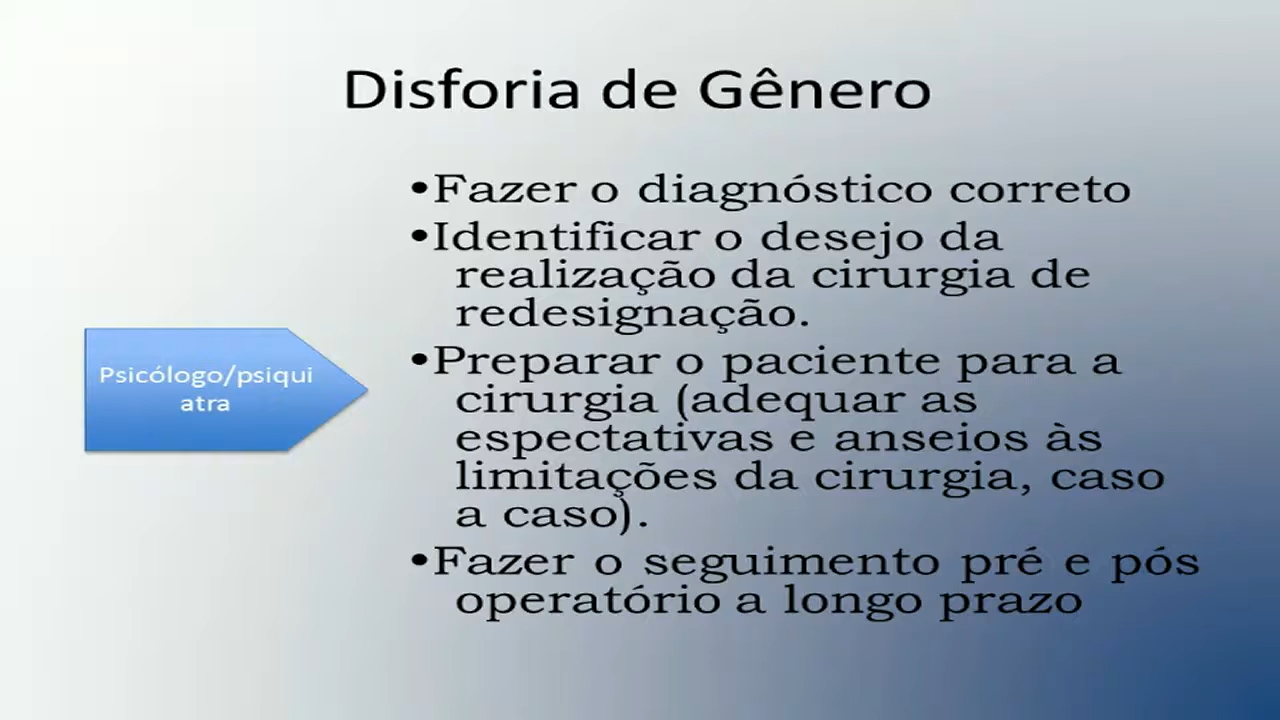 Disforia de Gênero
Psicólogo/psiqui
atra
•Fazer o diagnóstico correto
•Identificar o desejo da
realização da cirurgia de
redesignação.
•Preparar o paciente para a
cirurgia (adequar as
espectativas e anseios às
limitações da cirurgia, caso
a caso).
•Fazer o seguimento pré e pós
operatório a longo prazo